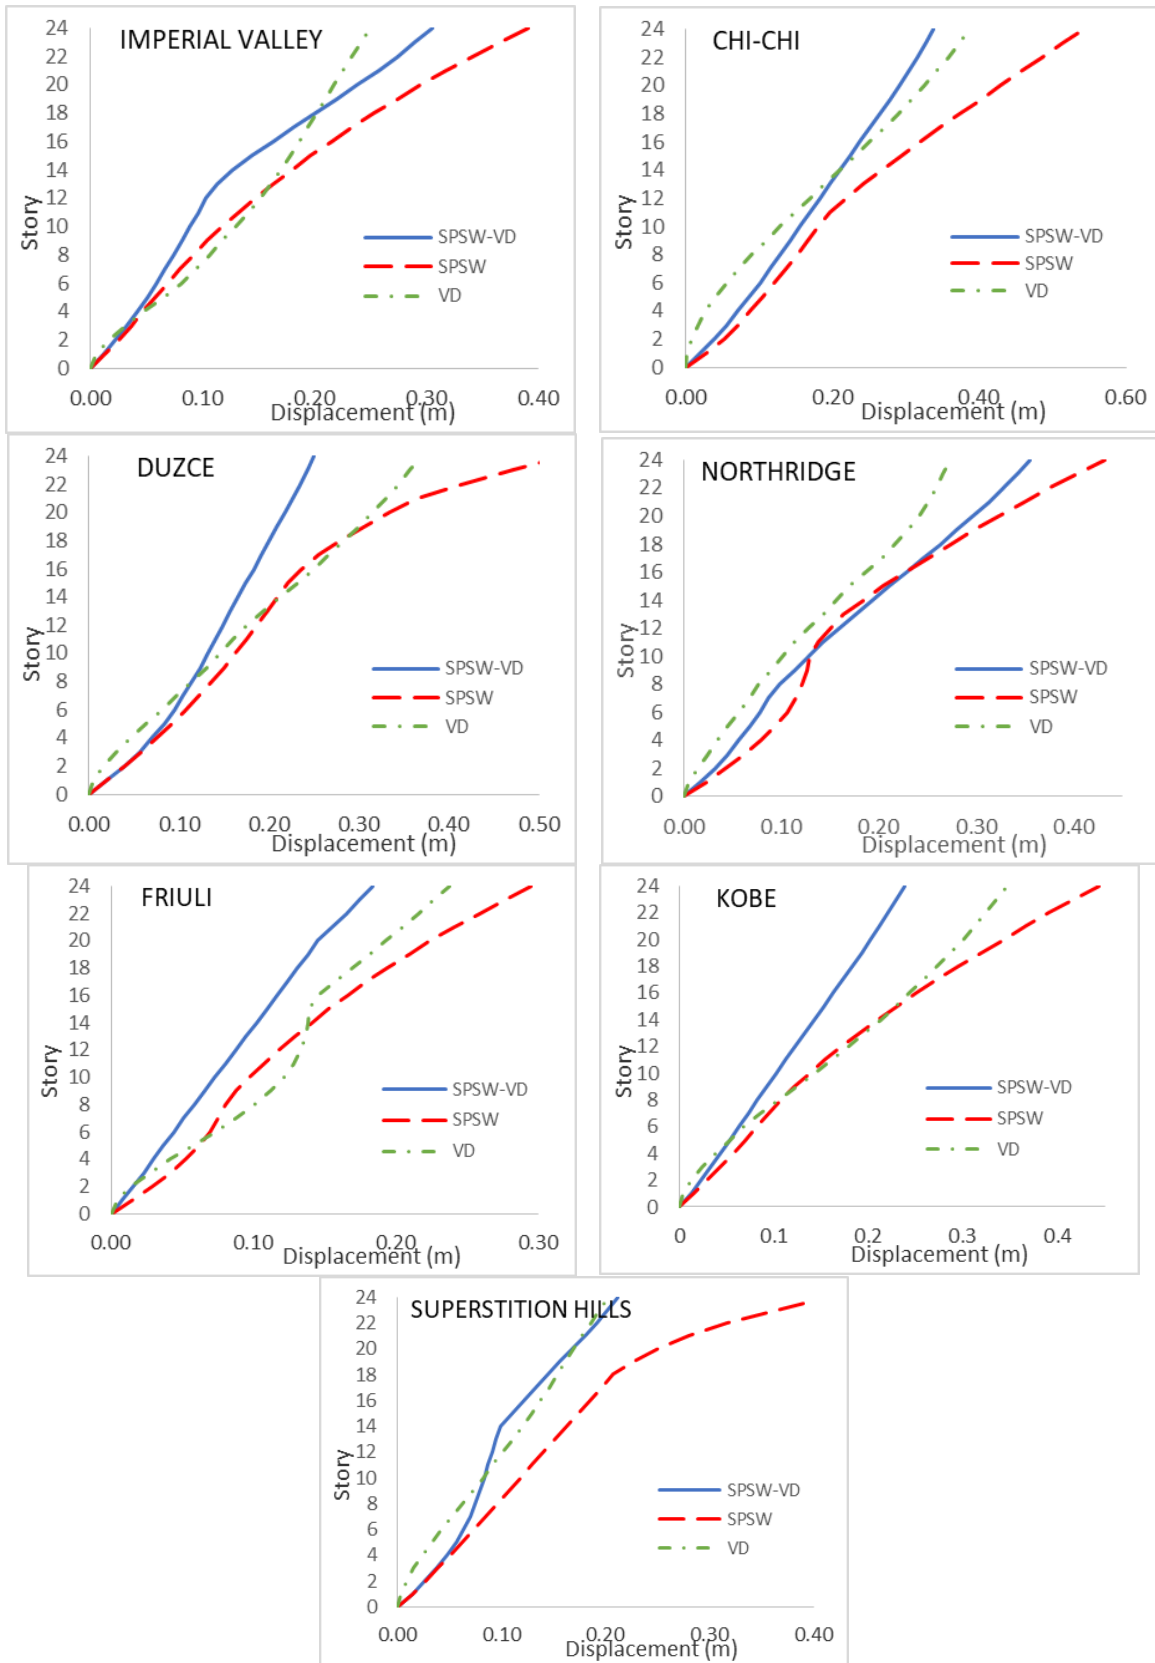 IMPERIAL VALLEY
24
22
20
18
16
14
12
10
8
6
4
2
0
Story
SPSW-VD
SPSW
VD
0.00 0.10 0.20 0.30 0.40
Displacement (m)
CHI-CHI
24
22
20
18
16
14
12
10
8
6
4
2
0
Story
SPSW-VD
SPSW
VD
0.00 0.20 0.40 0.60
Displacement (m)
DUZCE
24
22
20
18
16
14
12
10
8
6
4
2
0
Story
SPSW-VD
SPSW
VD
0.00 0.10 0.20 0.30 0.40 0.50
Displacement (m)
NORTHRIDGE
24
22
20
18
16
14
12
10
8
6
4
2
0
Story
SPSW-VD
SPSW
VD
0.00 0.10 0.20 0.30 0.40
Displacement (m)
FRIULI
24
22
20
18
16
14
12
10
8
6
4
2
0
Story
SPSW-VD
SPSW
VD
0.00 0.10 0.20 0.30
Displacement (m)
KOBE
24
22
20
18
16
14
12
10
8
6
4
2
0
Story
SPSW-VD
SPSW
VD
0 0.1 0.2 0.3 0.4
Displacement (m)
SUPERSTITION HILLS
24
22
20
18
16
14
12
10
8
6
4
2
0
Story
SPSW-VD
SPSW
VD
0.00 0.10 0.20 0.30 0.40
Displacement (m)